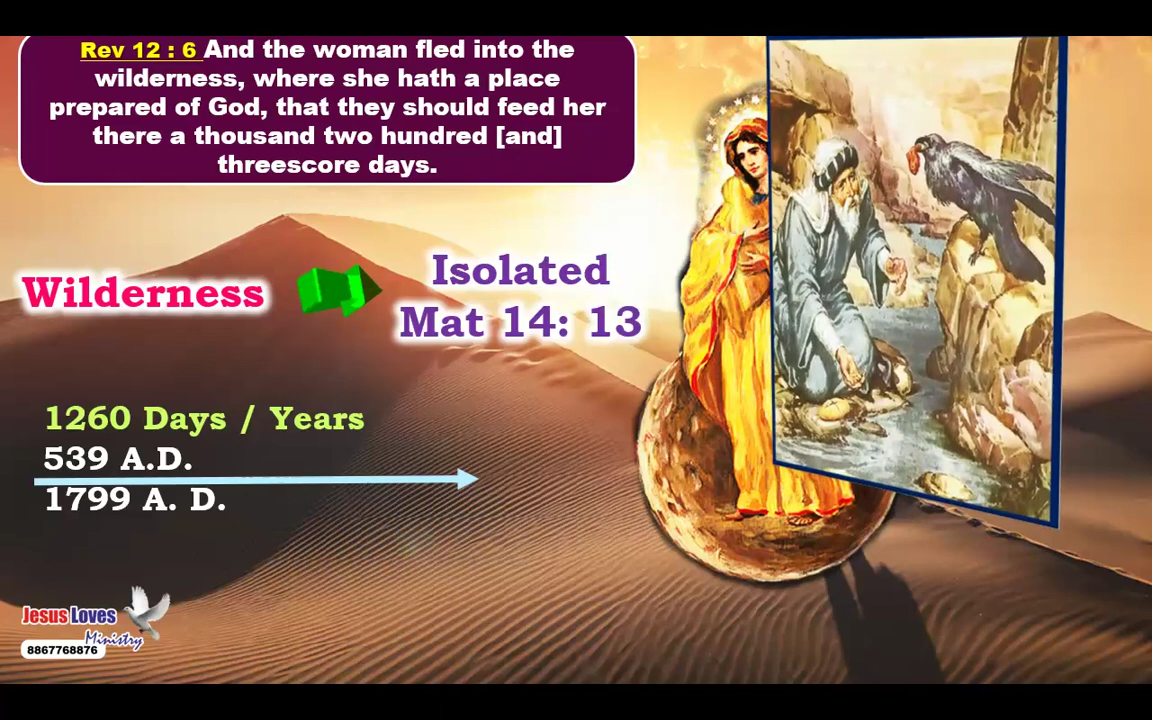 Rev 12 : 6 And the woman fled into the
wilderness, where she hath a place
prepared of God, that they should feed her
there a thousand two hundred [and]
threescore days.
Wilderness
Isolated
Mat 14: 13
1260 Days / Years
539 A.D.
1799 A. D.
Jesus Loves
Ministry
8867768876